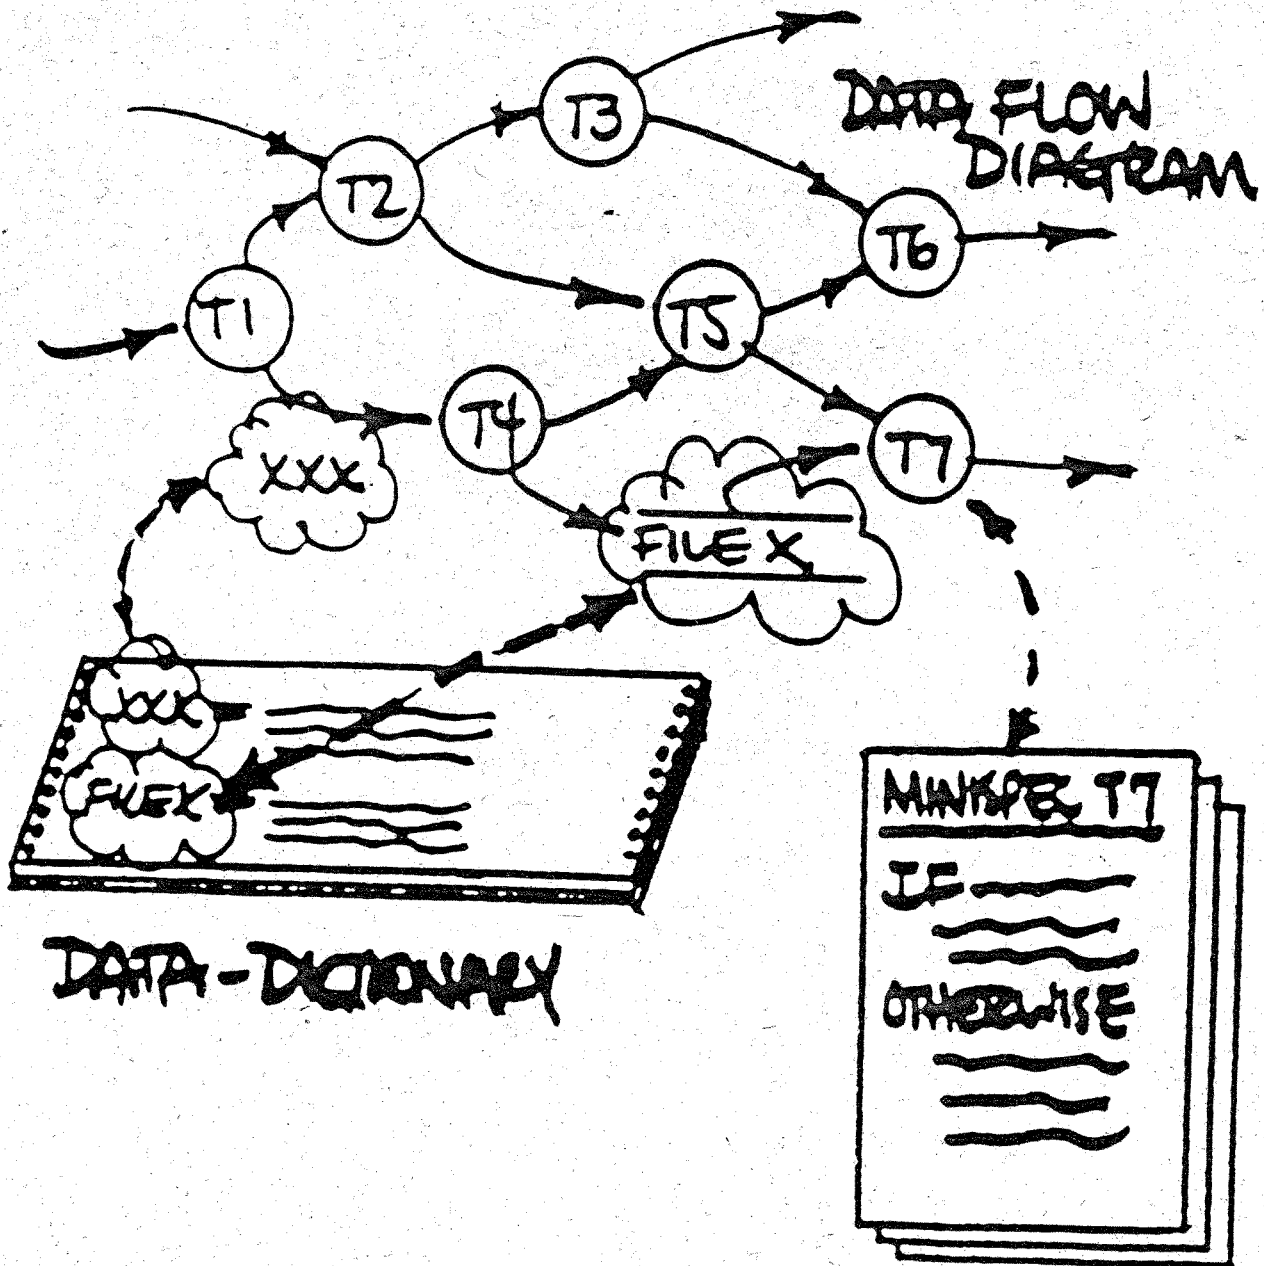 T3
DATA FLOW
DIAGRAM
T2
T6
T1
T5
T4
T7
XXX
FILE X
XXX
FILE X
MINISPEC T7
IF
OTHERWISE
DATA-DICTIONARY